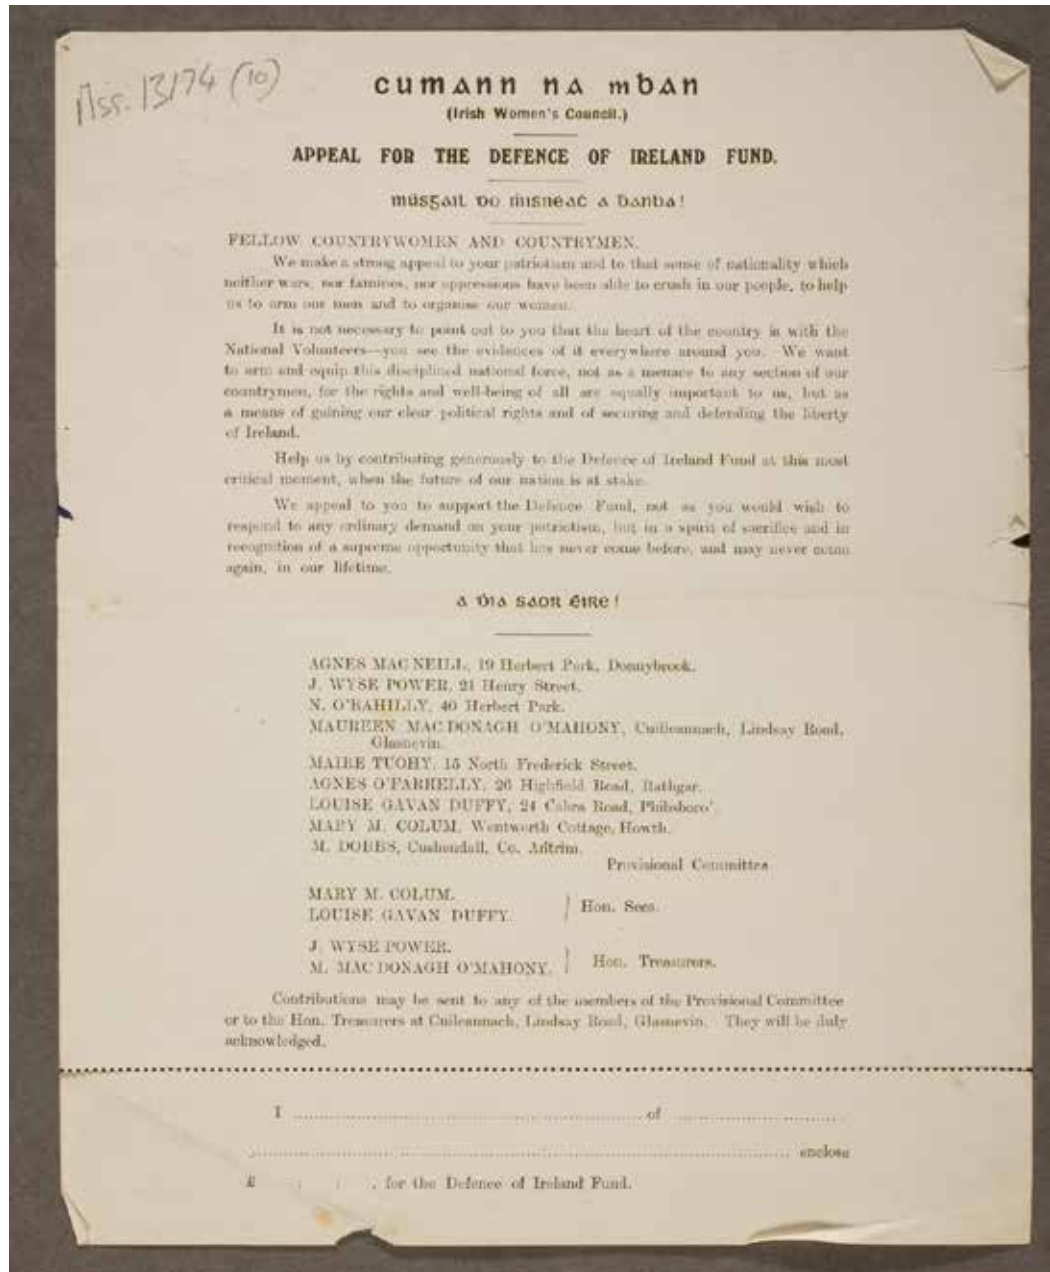 Mss. 13174 (10)
cumann na mban
(Irish Women's Council.)
APPEAL FOR THE DEFENCE OF IRELAND FUND.
músgail do ṁisneaċ a ḃanba!
FELLOW COUNTRYWOMEN AND COUNTRYMEN.
We make a strong appeal to your patriotism and to that sense of nationality which
neither wars, nor famines, nor oppressions have been able to crush in our people, to help
us to arm our men and to organise our women.
It is not necessary to point out to you that the heart of the country is with the
National Volunteers—you see the evidences of it everywhere around you. We want
to arm and equip this disciplined national force, not as a menace to any section of our
countrymen, for the rights and well-being of all are equally important to us, but as
a means of gaining our clear political rights and of securing and defending the liberty
of Ireland.
Help us by contributing generously to the Defence of Ireland Fund at this most
critical moment, when the future of our nation is at stake.
We appeal to you to support the Defence Fund, not as you would wish to
respond to any ordinary demand on your patriotism, but in a spirit of sacrifice and in
recognition of a supreme opportunity that has never come before, and may never come
again, in our lifetime.
a ḋia saor éire!
AGNES MAC NEILL, 19 Herbert Park, Donnybrook.
J. WYSE POWER, 21 Henry Street.
N. O'RAHILLY, 40 Herbert Park.
MAUREEN MAC DONAGH O'MAHONY, Cuileannach, Lindsay Road,
Glasnevin.
MAIRE TUOHY, 15 North Frederick Street.
AGNES O'FARRELLY, 26 Highfield Road, Rathgar.
LOUISE GAVAN DUFFY, 24 Cabra Road, Phibsboro'.
MARY M. COLUM, Wentworth Cottage, Howth.
M. DOBBS, Cushendall, Co. Antrim.
Provisional Committee
MARY M. COLUM.
LOUISE GAVAN DUFFY. } Hon. Secs.
J. WYSE POWER.
M. MAC DONAGH O'MAHONY. } Hon. Treasurers.
Contributions may be sent to any of the members of the Provisional Committee
or to the Hon. Treasurers at Cuileannach, Lindsay Road, Glasnevin. They will be duly
acknowledged.
I .................... of ....................
.................... enclose
£ : : , for the Defence of Ireland Fund.